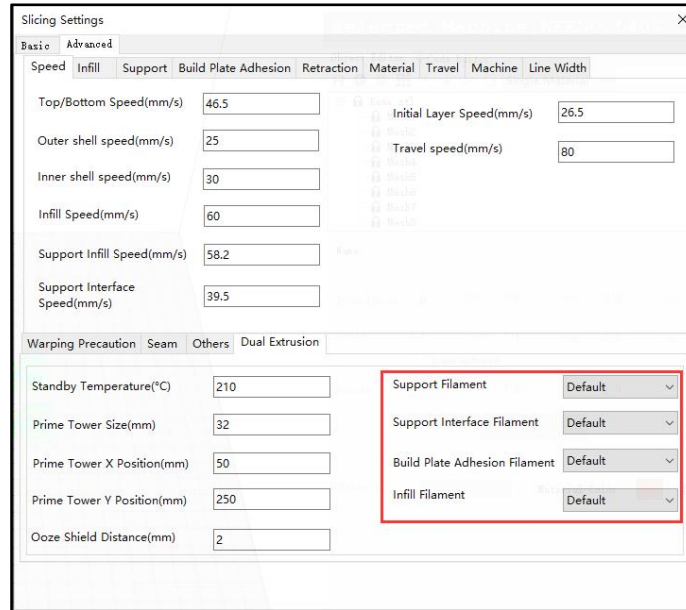 Slicing Settings
Basic Advanced
Speed Infill Support Build Plate Adhesion Retraction Material Travel Machine Line Width
Top/Bottom Speed(mm/s) 46.5 Initial Layer Speed(mm/s) 26.5
Outer shell speed(mm/s) 25 Travel speed(mm/s) 80
Inner shell speed(mm/s) 30
Infill Speed(mm/s) 60
Support Infill Speed(mm/s) 58.2
Support Interface
Speed(mm/s) 39.5
Warping Precaution Seam Others Dual Extrusion
Standby Temperature(°C) 210 Support Filament Default
Prime Tower Size(mm) 32 Support Interface Filament Default
Prime Tower X Position(mm) 50 Build Plate Adhesion Filament Default
Prime Tower Y Position(mm) 250 Infill Filament Default
Ooze Shield Distance(mm) 2